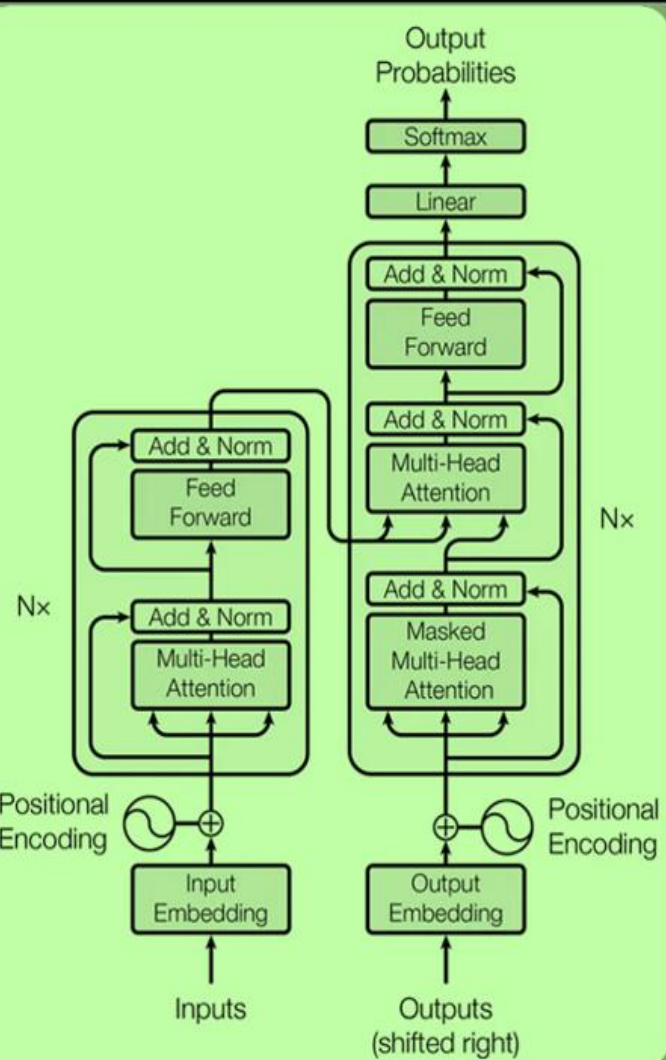 Output
Probabilities
Softmax
Linear
Add & Norm
Feed
Forward
Add & Norm
Multi-Head
Attention
Nx
Add & Norm
Masked
Multi-Head
Attention
Add & Norm
Feed
Forward
Nx
Add & Norm
Multi-Head
Attention
Positional
Encoding
Positional
Encoding
Input
Embedding
Output
Embedding
Inputs
Outputs
(shifted right)